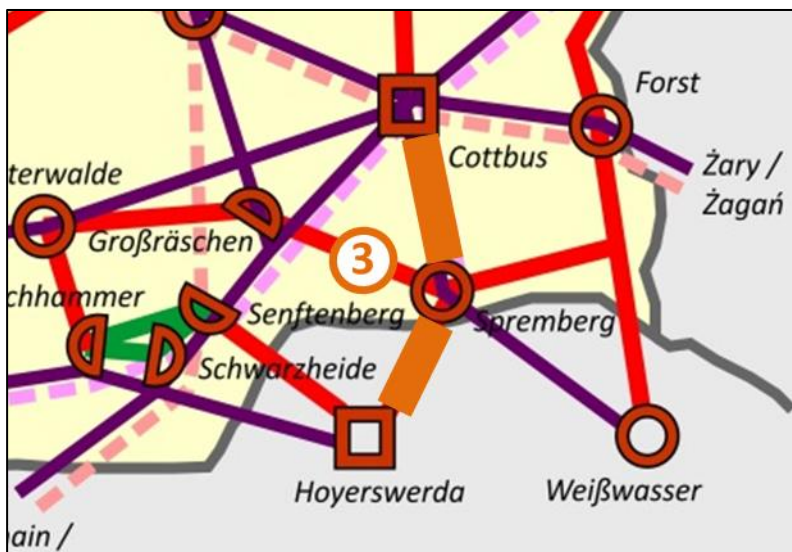 Forst
Cottbus
Żary /
Żagań
terwalde
Großräschen
3
chhammer
Senftenberg
Spremberg
Schwarzheide
Hoyerswerda
Weißwasser
ain /